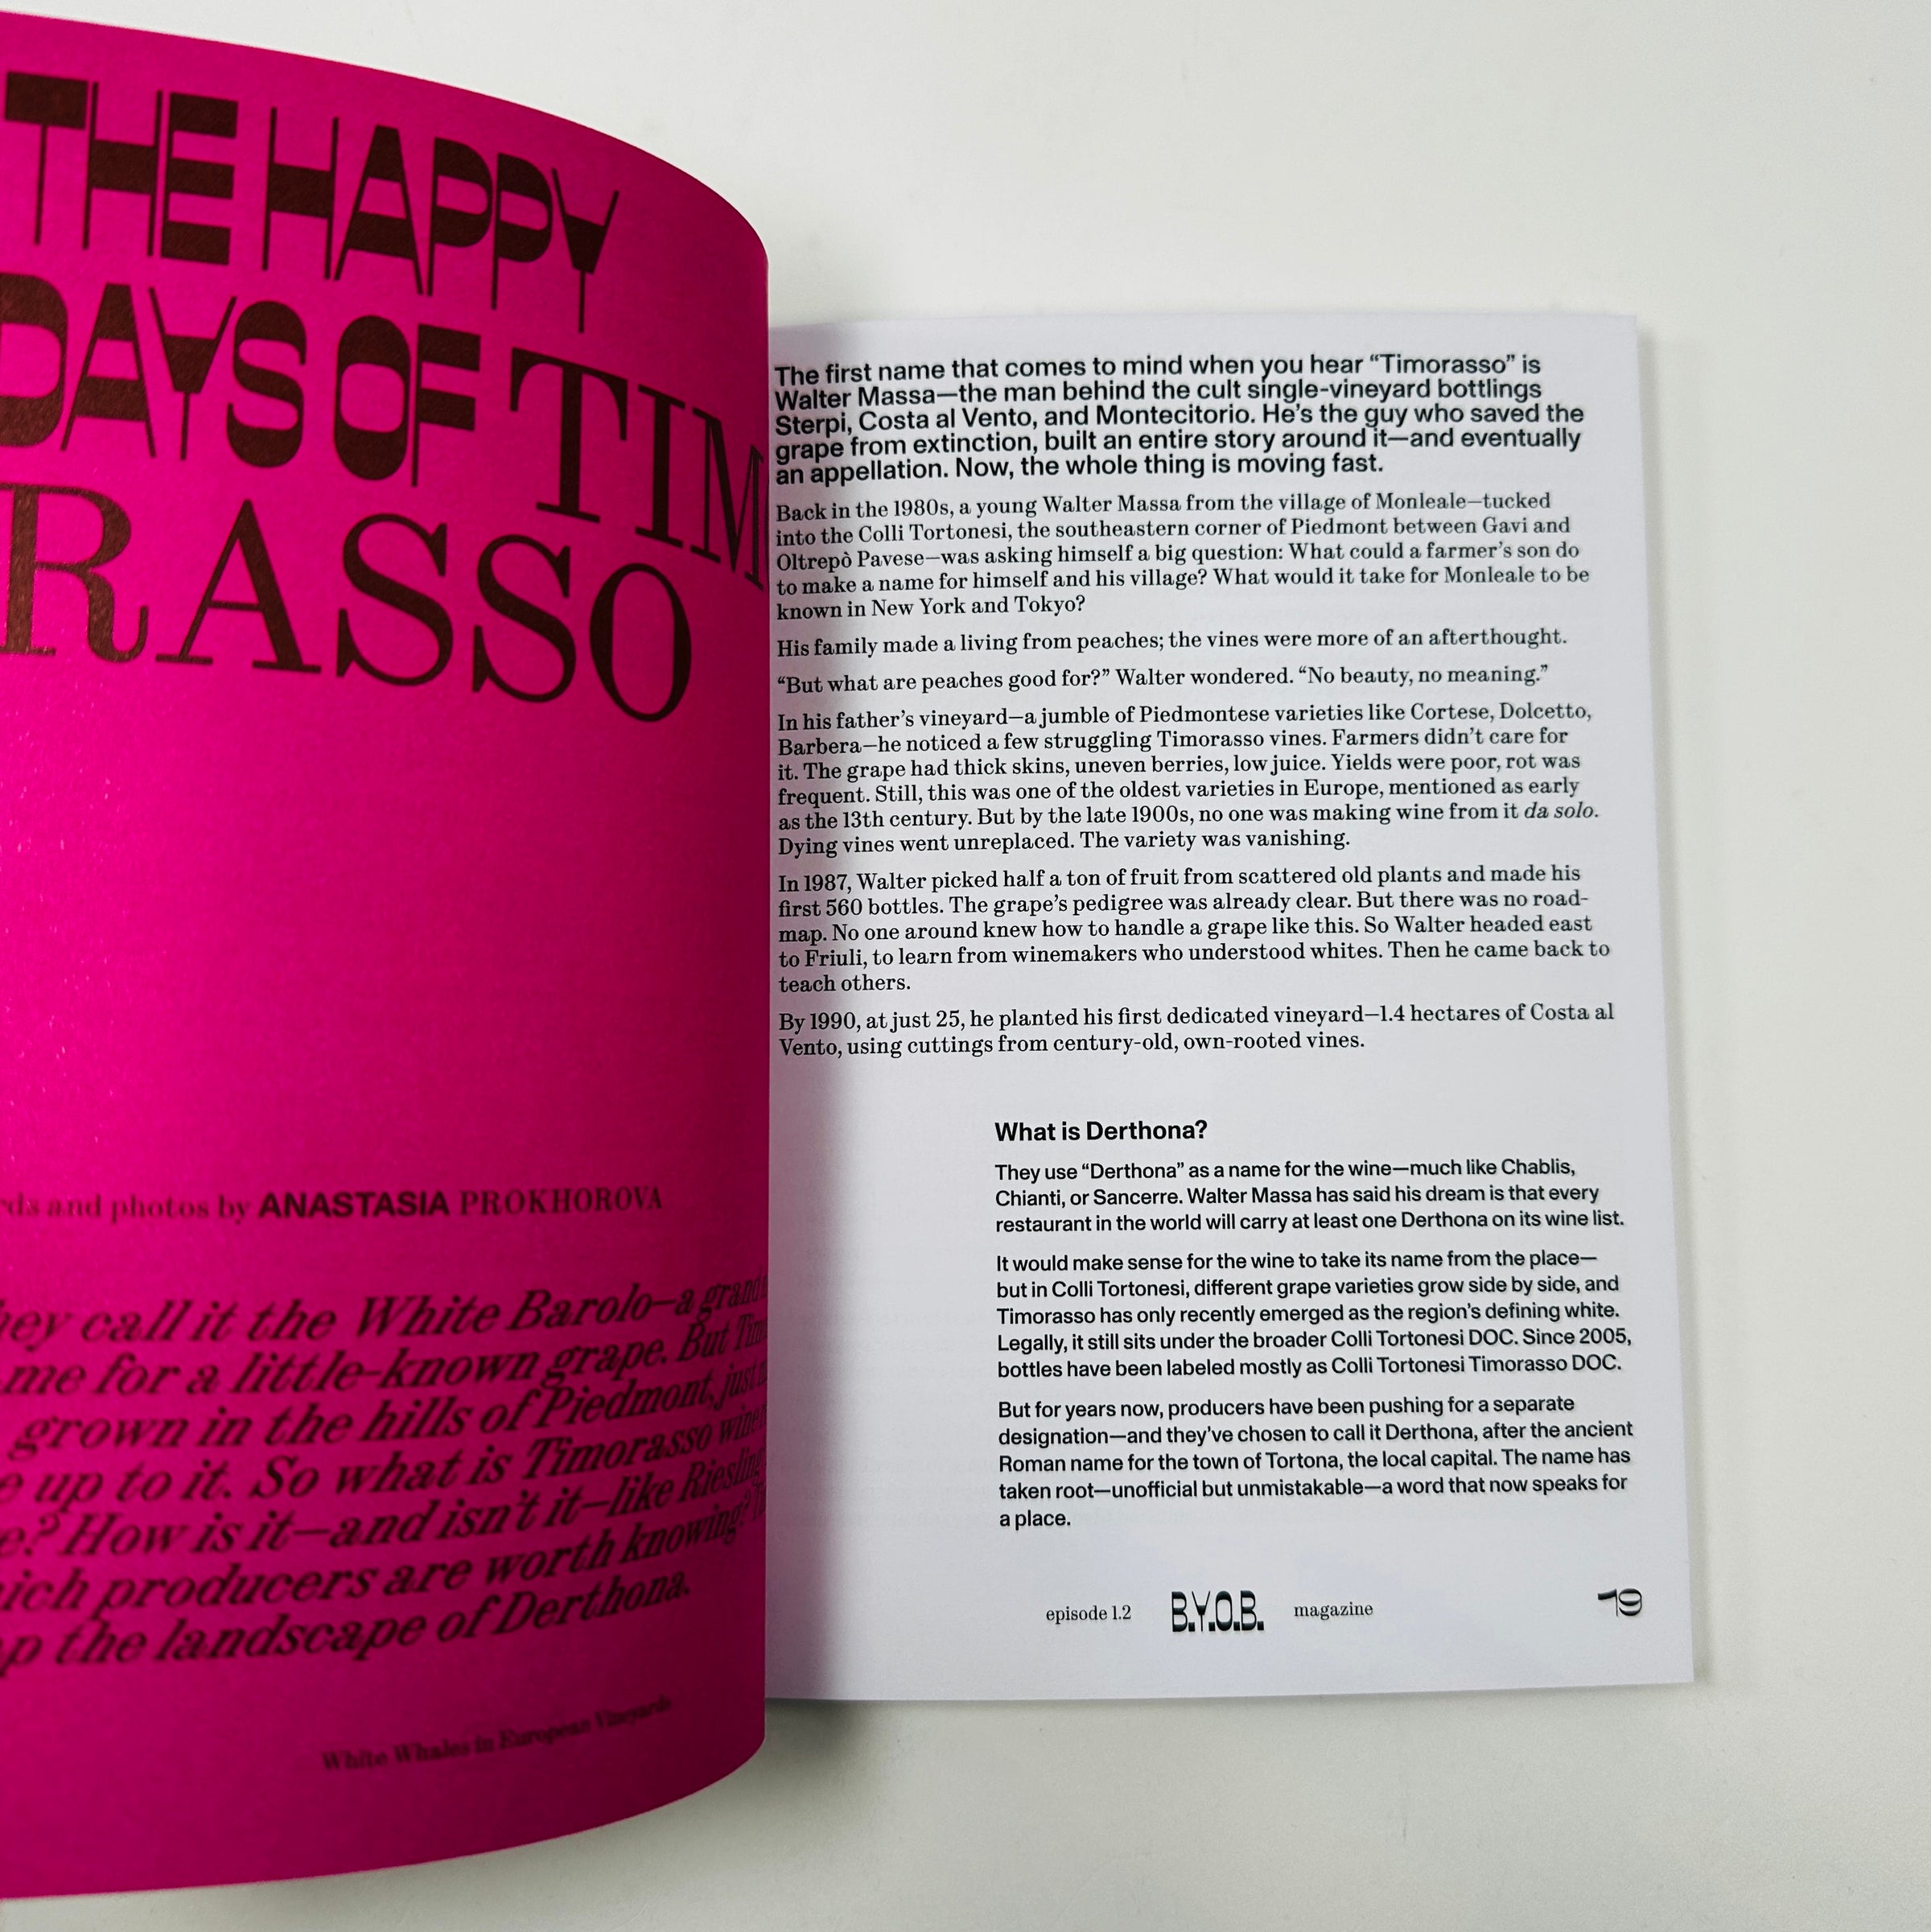 THE HAPPY
DAYS OF TIM
RASSO
and photos by ANASTASIA PROKHOROVA
call it the White Barolo—a
for a little-known grape. But
grown in the hills of Piedmont, just
up to it. So what is Timorasso
How is it—and isn't it—like Riesling
producers are worth knowing?
the landscape of Derthona.
White Whales in European Vineyards
The first name that comes to mind when you hear “Timorasso” is
Walter Massa—the man behind the cult single-vineyard bottlings
Sterpi, Costa al Vento, and Montecitorio. He’s the guy who saved the
grape from extinction, built an entire story around it—and eventually
an appellation. Now, the whole thing is moving fast.
Back in the 1980s, a young Walter Massa from the village of Monleale—tucked
into the Colli Tortonesi, the southeastern corner of Piedmont between Gavi and
Oltrepò Pavese—was asking himself a big question: What could a farmer’s son do
to make a name for himself and his village? What would it take for Monleale to be
known in New York and Tokyo?
His family made a living from peaches; the vines were more of an afterthought.
“But what are peaches good for?” Walter wondered. “No beauty, no meaning.”
In his father’s vineyard—a jumble of Piedmontese varieties like Cortese, Dolcetto,
Barbera—he noticed a few struggling Timorasso vines. Farmers didn’t care for
it. The grape had thick skins, uneven berries, low juice. Yields were poor, rot was
frequent. Still, this was one of the oldest varieties in Europe, mentioned as early
as the 13th century. But by the late 1900s, no one was making wine from it da solo.
Dying vines went unreplaced. The variety was vanishing.
In 1987, Walter picked half a ton of fruit from scattered old plants and made his
first 560 bottles. The grape’s pedigree was already clear. But there was no road-
map. No one around knew how to handle a grape like this. So Walter headed east
to Friuli, to learn from winemakers who understood whites. Then he came back to
teach others.
By 1990, at just 25, he planted his first dedicated vineyard—1.4 hectares of Costa al
Vento, using cuttings from century-old, own-rooted vines.
What is Derthona?
They use “Derthona” as a name for the wine—much like Chablis,
Chianti, or Sancerre. Walter Massa has said his dream is that every
restaurant in the world will carry at least one Derthona on its wine list.
It would make sense for the wine to take its name from the place—
but in Colli Tortonesi, different grape varieties grow side by side, and
Timorasso has only recently emerged as the region’s defining white.
Legally, it still sits under the broader Colli Tortonesi DOC. Since 2005,
bottles have been labeled mostly as Colli Tortonesi Timorasso DOC.
But for years now, producers have been pushing for a separate
designation—and they’ve chosen to call it Derthona, after the ancient
Roman name for the town of Tortona, the local capital. The name has
taken root—unofficial but unmistakable—a word that now speaks for
a place.
episode 1.2 B.Y.O.B. magazine 19